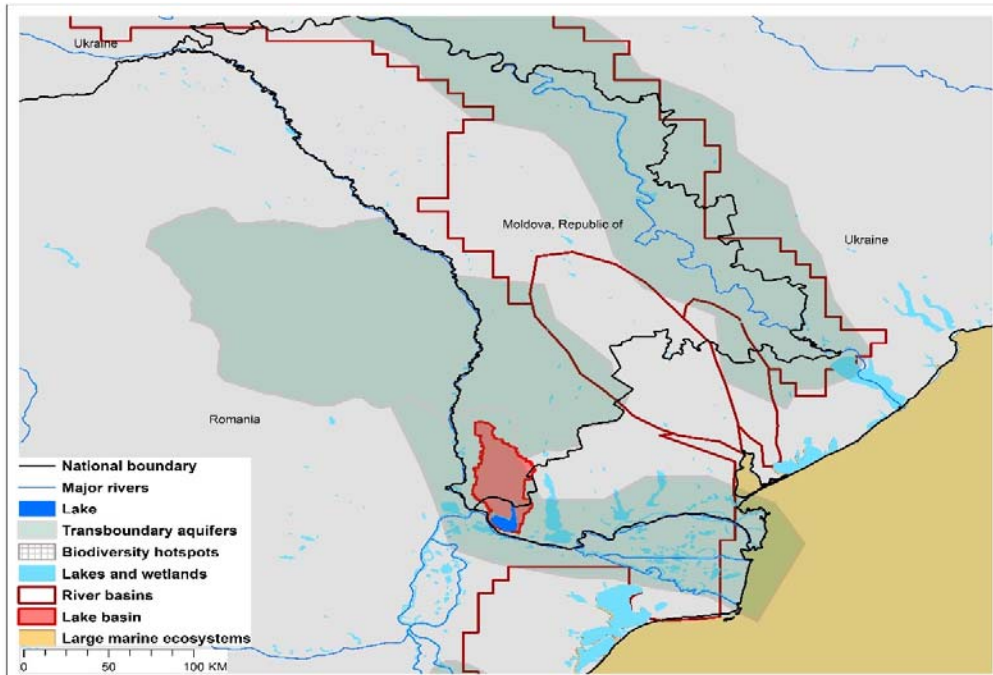 Ukraine
Moldova, Republic of
Ukraine
Romania
National boundary
Major rivers
Lake
Transboundary aquifers
Biodiversity hotspots
Lakes and wetlands
River basins
Lake basin
Large marine ecosystems
0 50 100 KM